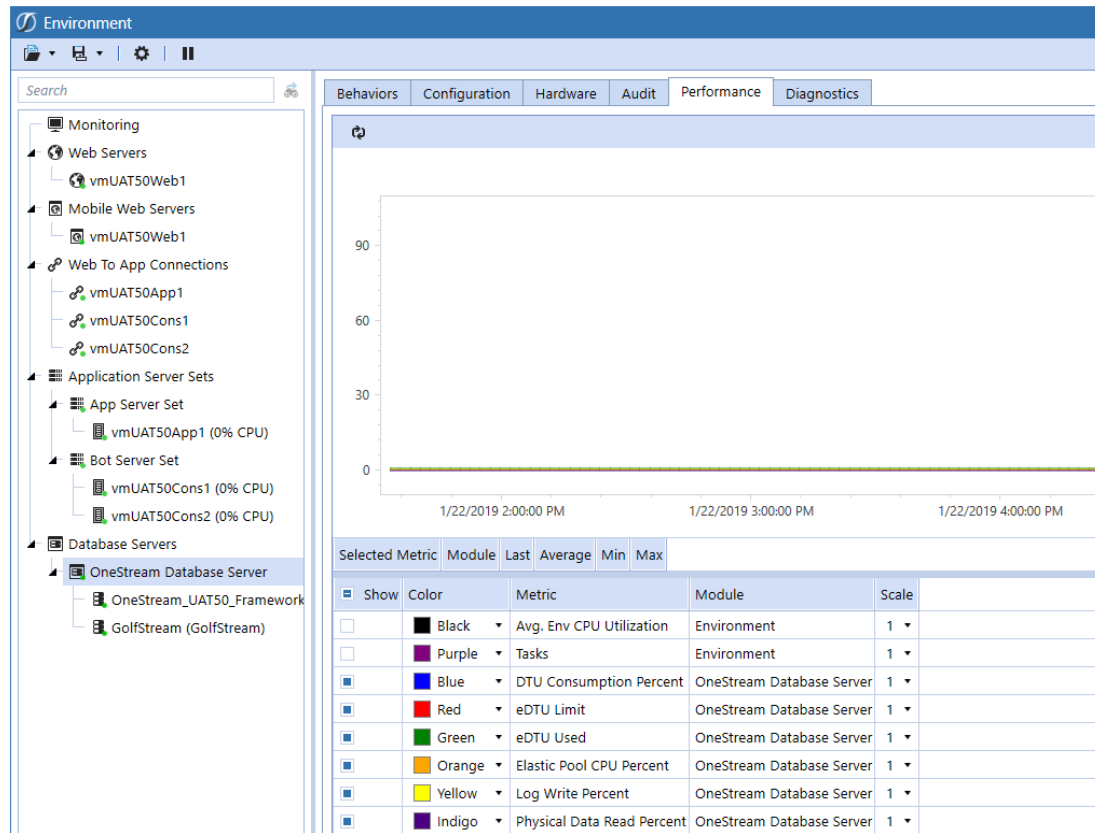 Environment
Search
Monitoring
Web Servers
vmUAT50Web1
Mobile Web Servers
vmUAT50Web1
Web To App Connections
vmUAT50App1
vmUAT50Cons1
vmUAT50Cons2
Application Server Sets
App Server Set
vmUAT50App1 (0% CPU)
Bot Server Set
vmUAT50Cons1 (0% CPU)
vmUAT50Cons2 (0% CPU)
Database Servers
OneStream Database Server
OneStream_UAT50_Framework
GolfStream (GolfStream)
Behaviors Configuration Hardware Audit Performance Diagnostics
90
60
30
0
1/22/2019 2:00:00 PM 1/22/2019 3:00:00 PM 1/22/2019 4:00:00 PM
Selected Metric Module Last Average Min Max
Show Color Metric Module Scale
Black Avg. Env CPU Utilization Environment 1
Purple Tasks Environment 1
Blue DTU Consumption Percent OneStream Database Server 1
Red eDTU Limit OneStream Database Server 1
Green eDTU Used OneStream Database Server 1
Orange Elastic Pool CPU Percent OneStream Database Server 1
Yellow Log Write Percent OneStream Database Server 1
Indigo Physical Data Read Percent OneStream Database Server 1